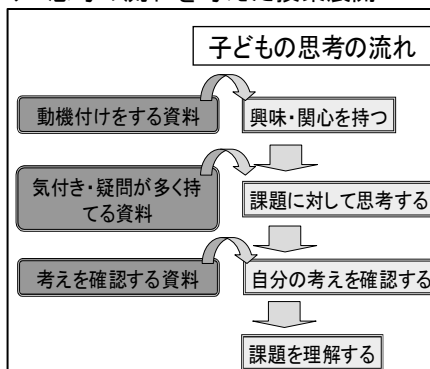 子どもの思考の流れ
動機付けをする資料
興味・関心を持つ
気付き・疑問が多く持
てる資料
課題に対して思考する
考えを確認する資料
自分の考えを確認する
課題を理解する